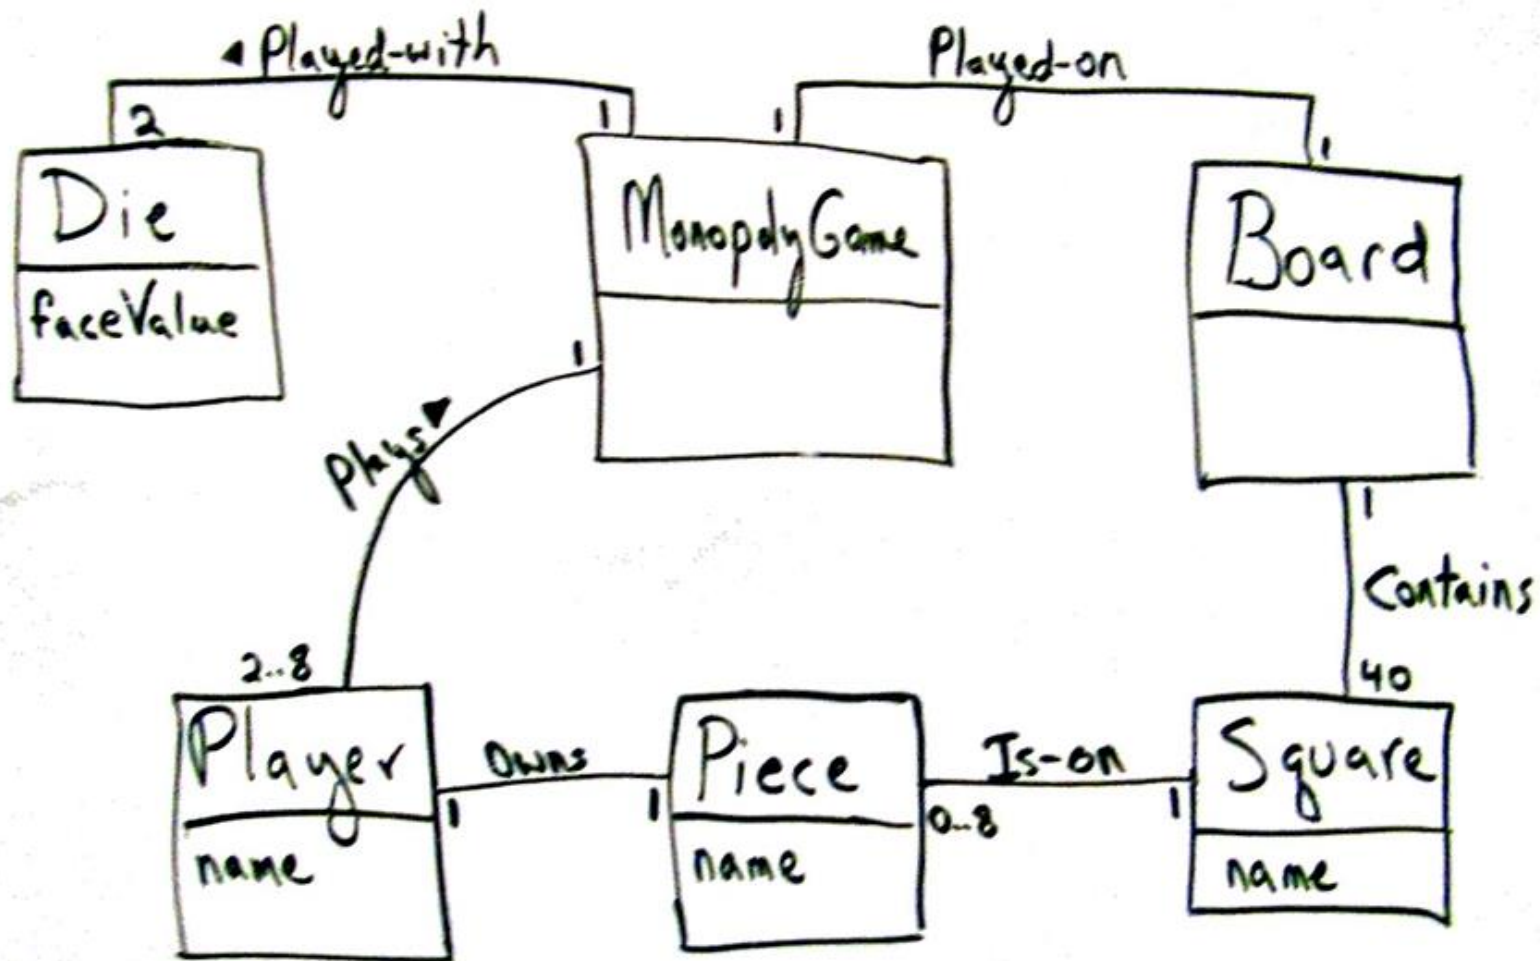 ◄ Played-with
Played-on
2
1
1
1
Die
faceValue
MonopolyGame
Board
1
Plays
1
Contains
2..8
40
Player
name
Owns
1
1
Piece
name
Is-on
0..8
1
Square
name